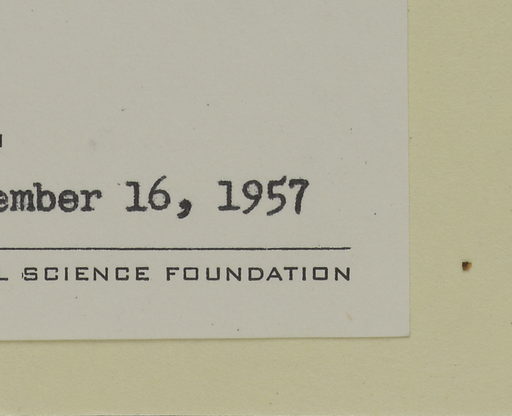 ember 16, 1957
L SCIENCE FOUNDATION